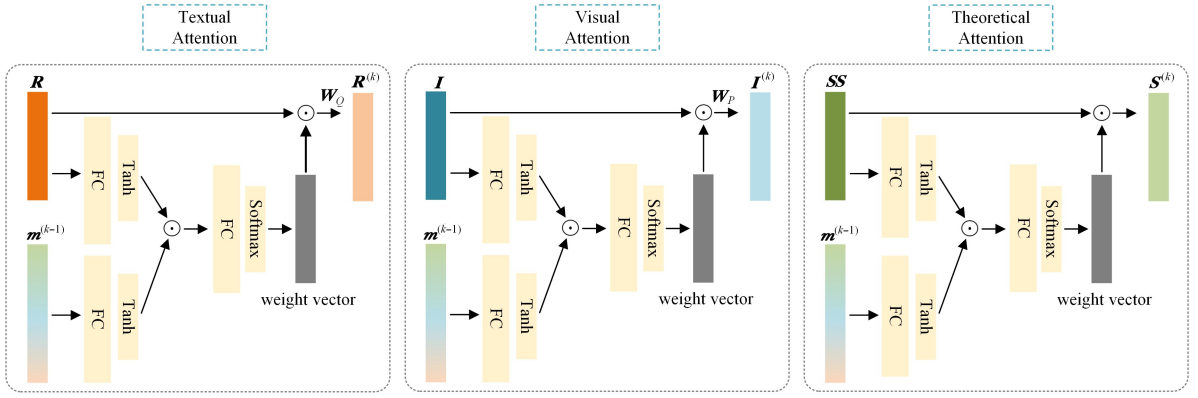 Textual
Attention
R
W_Q
R^(k)
FC
Tanh
m^(k-1)
FC
Softmax
FC
Tanh
weight vector
Visual
Attention
I
W_P
I^(k)
FC
Tanh
m^(k-1)
FC
Softmax
FC
Tanh
weight vector
Theoretical
Attention
SS
S^(k)
FC
Tanh
m^(k-1)
FC
Softmax
FC
Tanh
weight vector